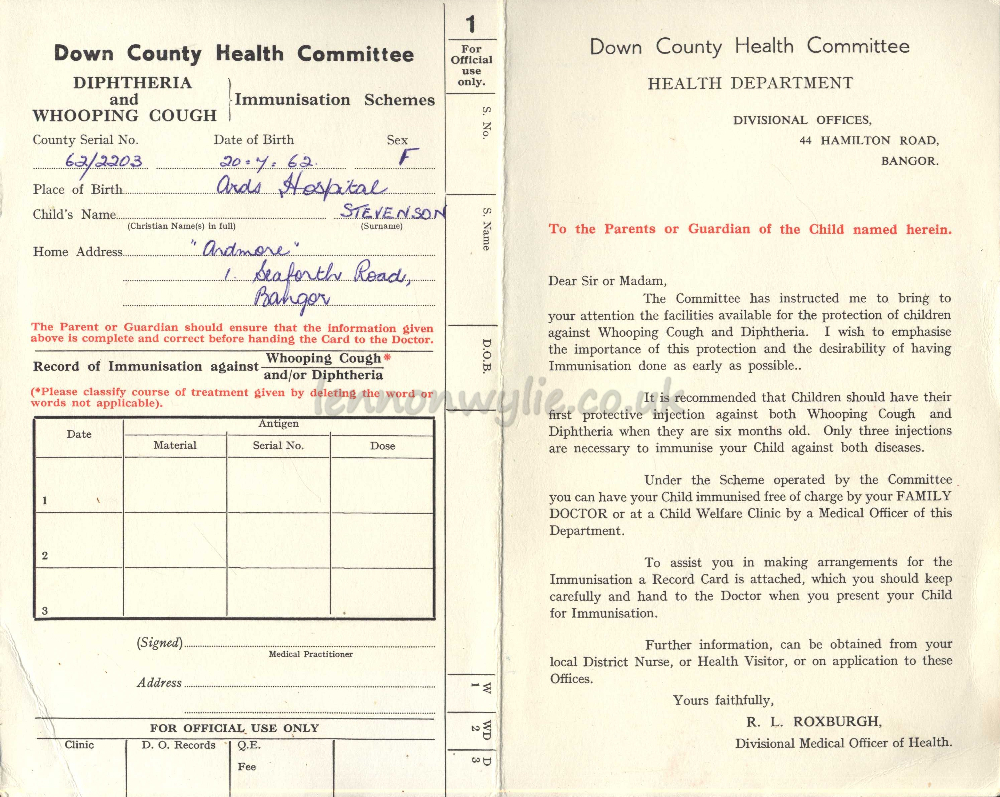 Down County Health Committee
DIPHTHERIA
and
WHOOPING COUGH
Immunisation Schemes
County Serial No. Date of Birth Sex
62/2203 20.7.62. F
Place of Birth Ards Hospital
Child's Name STEVENSON
(Christian Name(s) in full) (Surname)
Home Address "Ardmore"
1. Seaforth Road,
Bangor
The Parent or Guardian should ensure that the information given
above is complete and correct before handing the Card to the Doctor.
Record of Immunisation against Whooping Cough*
and/or Diphtheria
(*Please classify course of treatment given by deleting the word or
words not applicable).
Date Antigen
Material Serial No. Dose
1
2
3
(Signed)
Medical Practitioner
Address
FOR OFFICIAL USE ONLY
Clinic D. O. Records Q.E.
Fee
1
For
Official
use
only.
S. No.
S. Name
D.O.B.
W
1
WD
2
D
3
Down County Health Committee
HEALTH DEPARTMENT
DIVISIONAL OFFICES,
44 HAMILTON ROAD,
BANGOR.
To the Parents or Guardian of the Child named herein.
Dear Sir or Madam,
The Committee has instructed me to bring to
your attention the facilities available for the protection of children
against Whooping Cough and Diphtheria. I wish to emphasise
the importance of this protection and the desirability of having
Immunisation done as early as possible..
It is recommended that Children should have their
first protective injection against both Whooping Cough and
Diphtheria when they are six months old. Only three injections
are necessary to immunise your Child against both diseases.
Under the Scheme operated by the Committee
you can have your Child immunised free of charge by your FAMILY
DOCTOR or at a Child Welfare Clinic by a Medical Officer of this
Department.
To assist you in making arrangements for the
Immunisation a Record Card is attached, which you should keep
carefully and hand to the Doctor when you present your Child
for Immunisation.
Further information, can be obtained from your
local District Nurse, or Health Visitor, or on application to these
Offices.
Yours faithfully,
R. L. ROXBURGH,
Divisional Medical Officer of Health.
lennonwylie.co.uk